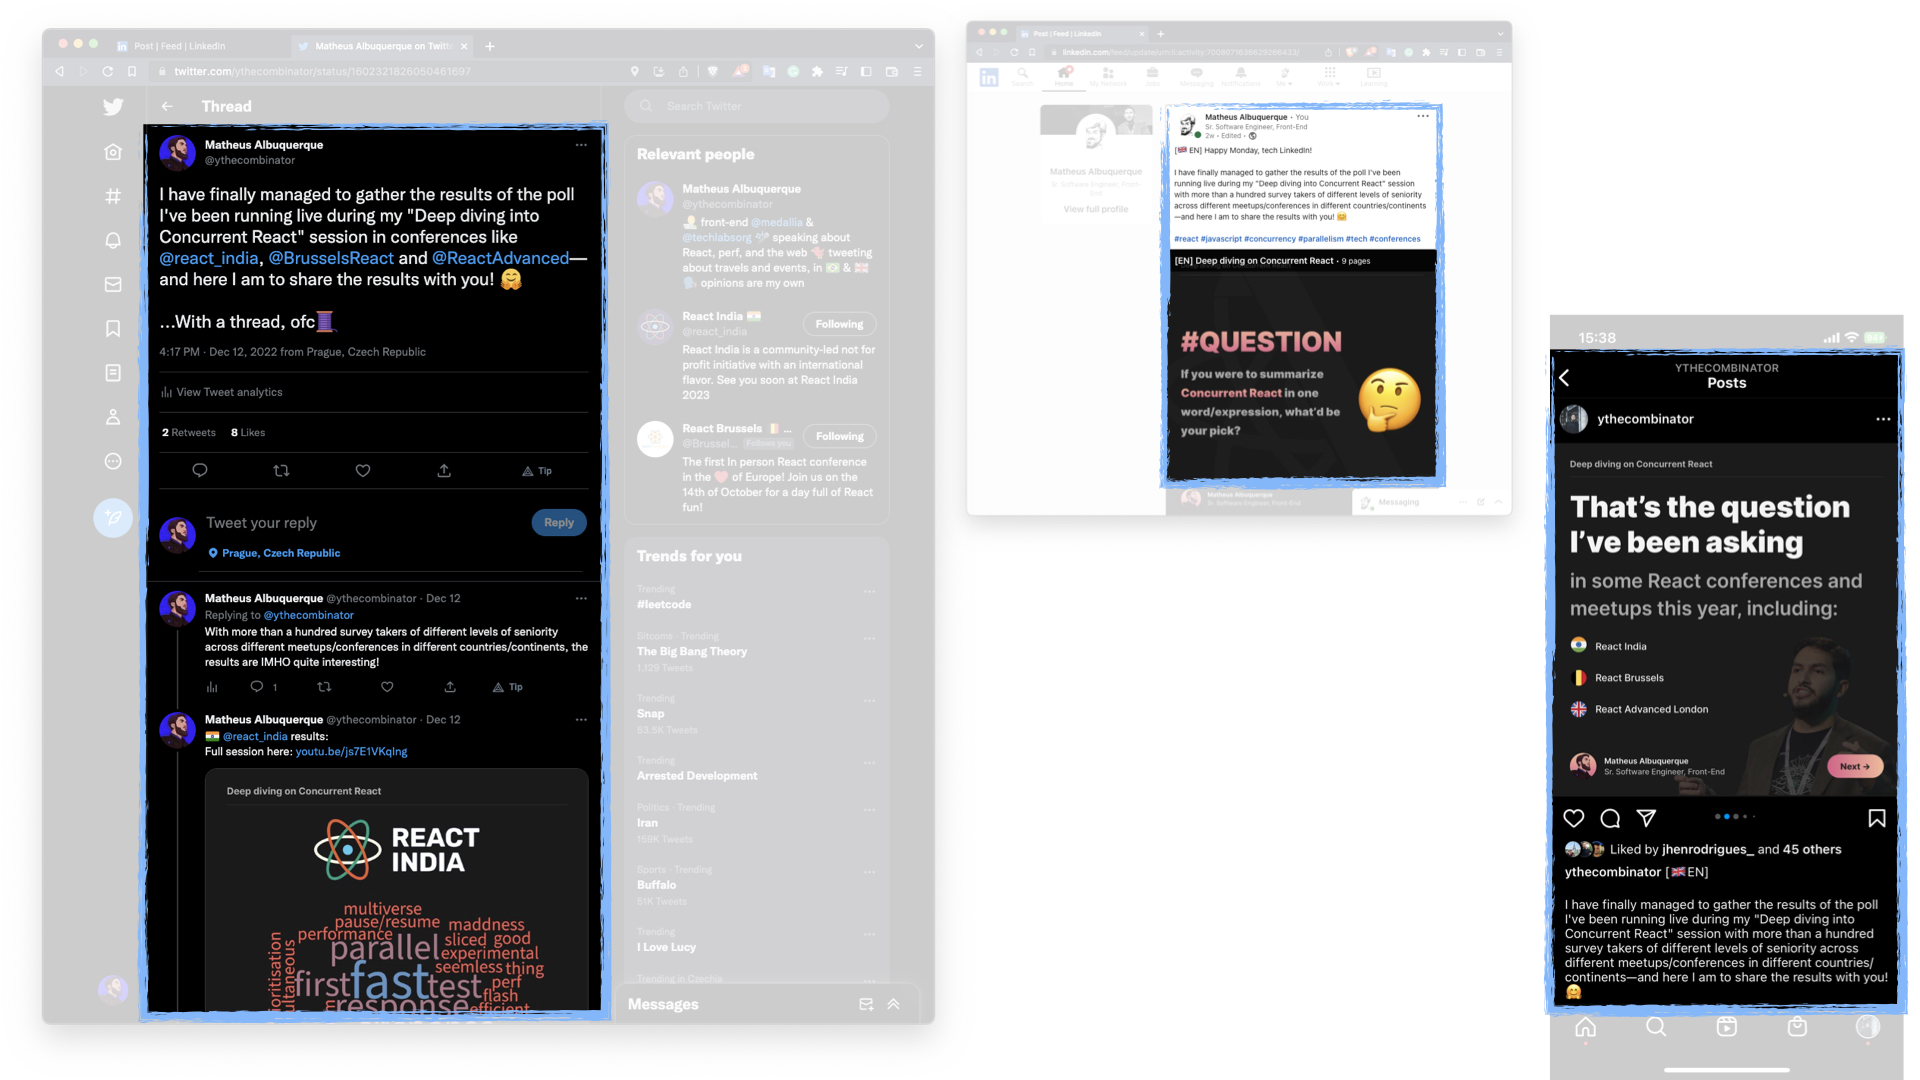 Post | Feed | LinkedIn
Matheus Albuquerque on Twitt
twitter.com/ythecombinator/status/1602321826050461697
Thread
Matheus Albuquerque
@ythecombinator
I have finally managed to gather the results of the poll
I've been running live during my "Deep diving into
Concurrent React" session in conferences like
@react_india, @BrusselsReact and @ReactAdvanced—
and here I am to share the results with you! 🤗
...With a thread, ofc🧵
4:17 PM · Dec 12, 2022 from Prague, Czech Republic
View Tweet analytics
2 Retweets 8 Likes
Tip
Tweet your reply
Reply
Prague, Czech Republic
Matheus Albuquerque @ythecombinator · Dec 12
Replying to @ythecombinator
With more than a hundred survey takers of different levels of seniority
across different meetups/conferences in different countries/continents, the
results are IMHO quite interesting!
1
Tip
Matheus Albuquerque @ythecombinator · Dec 12
🇮🇳 @react_india results:
Full session here: youtu.be/js7E1VKqIng
Deep diving on Concurrent React
REACT
INDIA
multiverse
pause/resume
maddness
performance
parallel
sliced
good
experimental
seemless
thing
first
fast
test
perf
flash
response
efficient
Search Twitter
Relevant people
Matheus Albuquerque
@ythecombinator
front-end @medallia &
@techlabsorg speaking about
React, perf, and the web tweeting
about travels and events, in 🇧🇷 & 🇬🇧
opinions are my own
React India 🇮🇳
@react_india
Following
React India is a community-led not for
profit initiative with an international
flavor. See you soon at React India
2023
React Brussels 🇧🇪 ...
@Brussel... Follows you
Following
The first in person React conference
in the ❤️ of Europe! Join us on the
14th of October for a day full of React
fun!
Trends for you
Trending
#leetcode
Bitcoins · Trending
The Big Bang Theory
1,129 Tweets
Trending
Snap
53.5K Tweets
Trending
Arrested Development
Politics · Trending
Iran
Tweets
Sports · Trending
Buffalo
51K Tweets
Trending
I Love Lucy
Trending in Czechia
Messages
Post | Feed | LinkedIn
Search
Home
My Network
Jobs
Messaging
Notifications
Me
Work
Learning
Matheus Albuquerque
Sr. Software Engineer, Front-
End
View full profile
Matheus Albuquerque · You
Sr. Software Engineer, Front-End
2w · Edited ·
[🇬🇧 EN] Happy Monday, tech LinkedIn!
I have finally managed to gather the results of the poll I've been
running live during my "Deep diving into Concurrent React" session
with more than a hundred survey takers of different levels of seniority
across different meetups/conferences in different countries/continents
—and here I am to share the results with you! 🤗
#react #javascript #concurrency #parallelism #tech #conferences
[EN] Deep diving on Concurrent React · 9 pages
#QUESTION
If you were to summarize
Concurrent React in one
word/expression, what'd be
your pick?
Matheus Albuquerque
Sr. Software Engineer, Front-End
Messaging
15:38
YTHECOMBINATOR
Posts
ythecombinator
Deep diving on Concurrent React
That's the question
I've been asking
in some React conferences and
meetups this year, including:
React India
React Brussels
React Advanced London
Matheus Albuquerque
Sr. Software Engineer, Front-End
Next →
Liked by jhenrodrigues_ and 45 others
ythecombinator [🇬🇧EN]
I have finally managed to gather the results of the poll
I've been running live during my "Deep diving into
Concurrent React" session with more than a hundred
survey takers of different levels of seniority across
different meetups/conferences in different countries/
continents—and here I am to share the results with you!
🤗